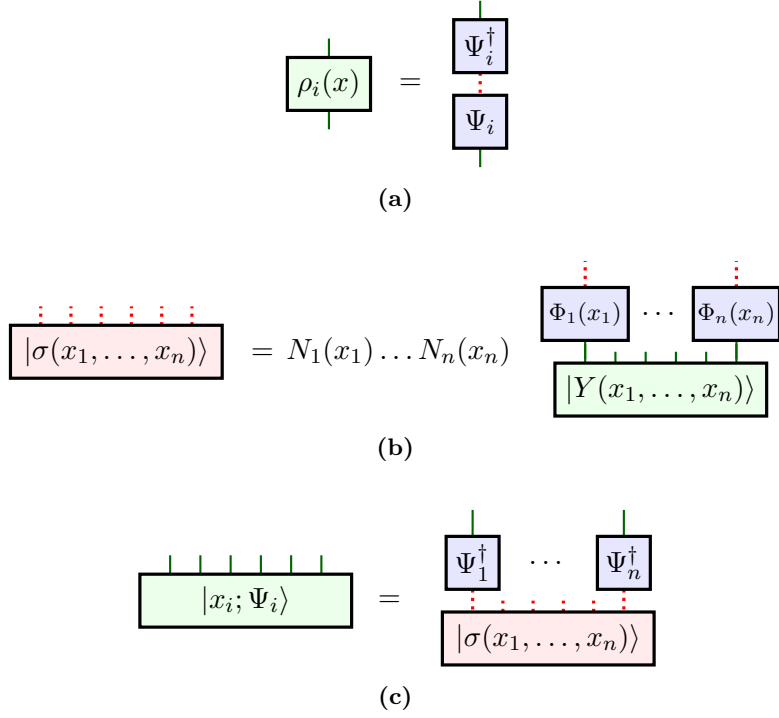 ρ_i(x) = Ψ_i^†
Ψ_i
(a)
|σ(x_1, . . . , x_n)⟩ = N_1(x_1) . . . N_n(x_n) Φ_1(x_1) · · · Φ_n(x_n)
|Y(x_1, . . . , x_n)⟩
(b)
|x_i; Ψ_i⟩ = Ψ_1^† · · · Ψ_n^†
|σ(x_1, . . . , x_n)⟩
(c)